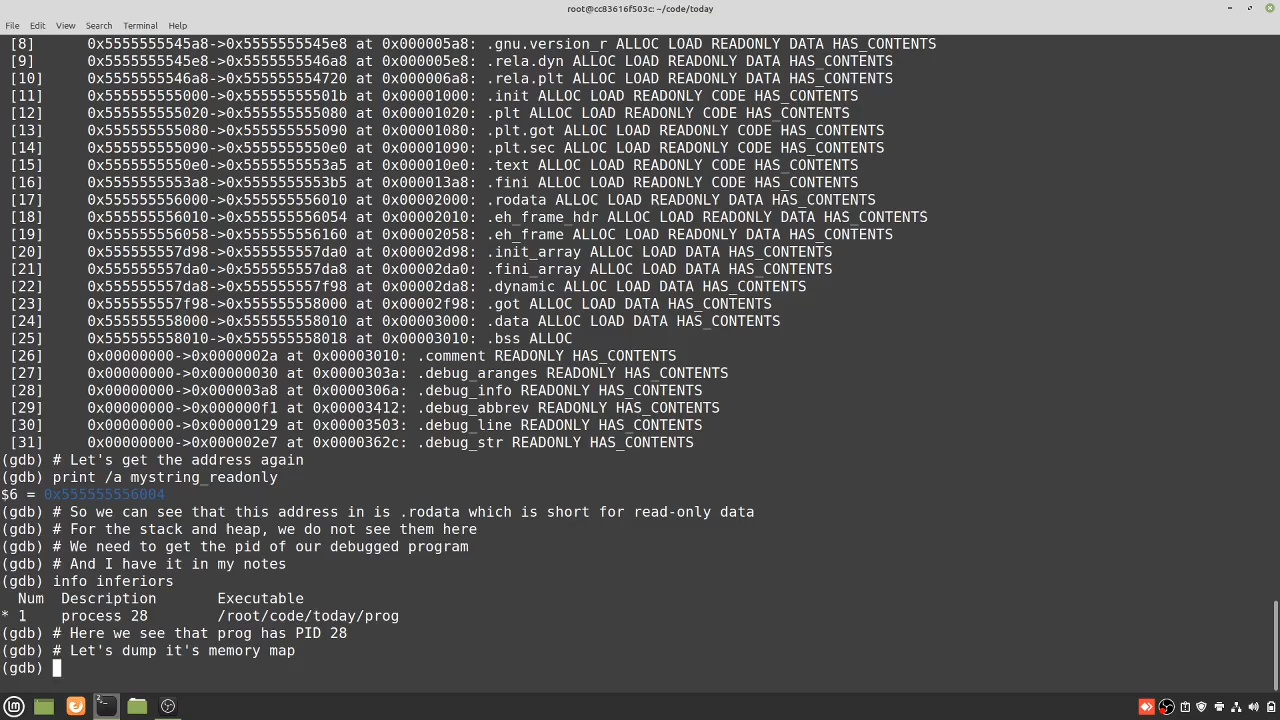 root@cc83616f503c: ~/code/today
File Edit View Search Terminal Help
[8] 0x5555555545a8->0x5555555545e8 at 0x000005a8: .gnu.version_r ALLOC LOAD READONLY DATA HAS_CONTENTS
[9] 0x5555555545e8->0x5555555546a8 at 0x000005e8: .rela.dyn ALLOC LOAD READONLY DATA HAS_CONTENTS
[10] 0x5555555546a8->0x555555554720 at 0x000006a8: .rela.plt ALLOC LOAD READONLY DATA HAS_CONTENTS
[11] 0x555555555000->0x55555555501b at 0x00001000: .init ALLOC LOAD READONLY CODE HAS_CONTENTS
[12] 0x555555555020->0x555555555080 at 0x00001020: .plt ALLOC LOAD READONLY CODE HAS_CONTENTS
[13] 0x555555555080->0x555555555090 at 0x00001080: .plt.got ALLOC LOAD READONLY CODE HAS_CONTENTS
[14] 0x555555555090->0x5555555550e0 at 0x00001090: .plt.sec ALLOC LOAD READONLY CODE HAS_CONTENTS
[15] 0x5555555550e0->0x5555555553a5 at 0x000010e0: .text ALLOC LOAD READONLY CODE HAS_CONTENTS
[16] 0x5555555553a8->0x5555555553b5 at 0x000013a8: .fini ALLOC LOAD READONLY CODE HAS_CONTENTS
[17] 0x555555556000->0x555555556010 at 0x00002000: .rodata ALLOC LOAD READONLY DATA HAS_CONTENTS
[18] 0x555555556010->0x555555556054 at 0x00002010: .eh_frame_hdr ALLOC LOAD READONLY DATA HAS_CONTENTS
[19] 0x555555556058->0x555555556160 at 0x00002058: .eh_frame ALLOC LOAD READONLY DATA HAS_CONTENTS
[20] 0x555555557d98->0x555555557da0 at 0x00002d98: .init_array ALLOC LOAD DATA HAS_CONTENTS
[21] 0x555555557da0->0x555555557da8 at 0x00002da0: .fini_array ALLOC LOAD DATA HAS_CONTENTS
[22] 0x555555557da8->0x555555557f98 at 0x00002da8: .dynamic ALLOC LOAD DATA HAS_CONTENTS
[23] 0x555555557f98->0x555555558000 at 0x00002f98: .got ALLOC LOAD DATA HAS_CONTENTS
[24] 0x555555558000->0x555555558010 at 0x00003000: .data ALLOC LOAD DATA HAS_CONTENTS
[25] 0x555555558010->0x555555558018 at 0x00003010: .bss ALLOC
[26] 0x00000000->0x0000002a at 0x00003010: .comment READONLY HAS_CONTENTS
[27] 0x00000000->0x00000030 at 0x0000303a: .debug_aranges READONLY HAS_CONTENTS
[28] 0x00000000->0x000003a8 at 0x0000306a: .debug_info READONLY HAS_CONTENTS
[29] 0x00000000->0x000000f1 at 0x00003412: .debug_abbrev READONLY HAS_CONTENTS
[30] 0x00000000->0x00000129 at 0x00003503: .debug_line READONLY HAS_CONTENTS
[31] 0x00000000->0x000002e7 at 0x0000362c: .debug_str READONLY HAS_CONTENTS
(gdb) # Let's get the address again
(gdb) print /a mystring_readonly
$6 = 0x555555556004
(gdb) # So we can see that this address in is .rodata which is short for read-only data
(gdb) # For the stack and heap, we do not see them here
(gdb) # We need to get the pid of our debugged program
(gdb) # And I have it in my notes
(gdb) info inferiors
Num Description Executable
* 1 process 28 /root/code/today/prog
(gdb) # Here we see that prog has PID 28
(gdb) # Let's dump it's memory map
(gdb)